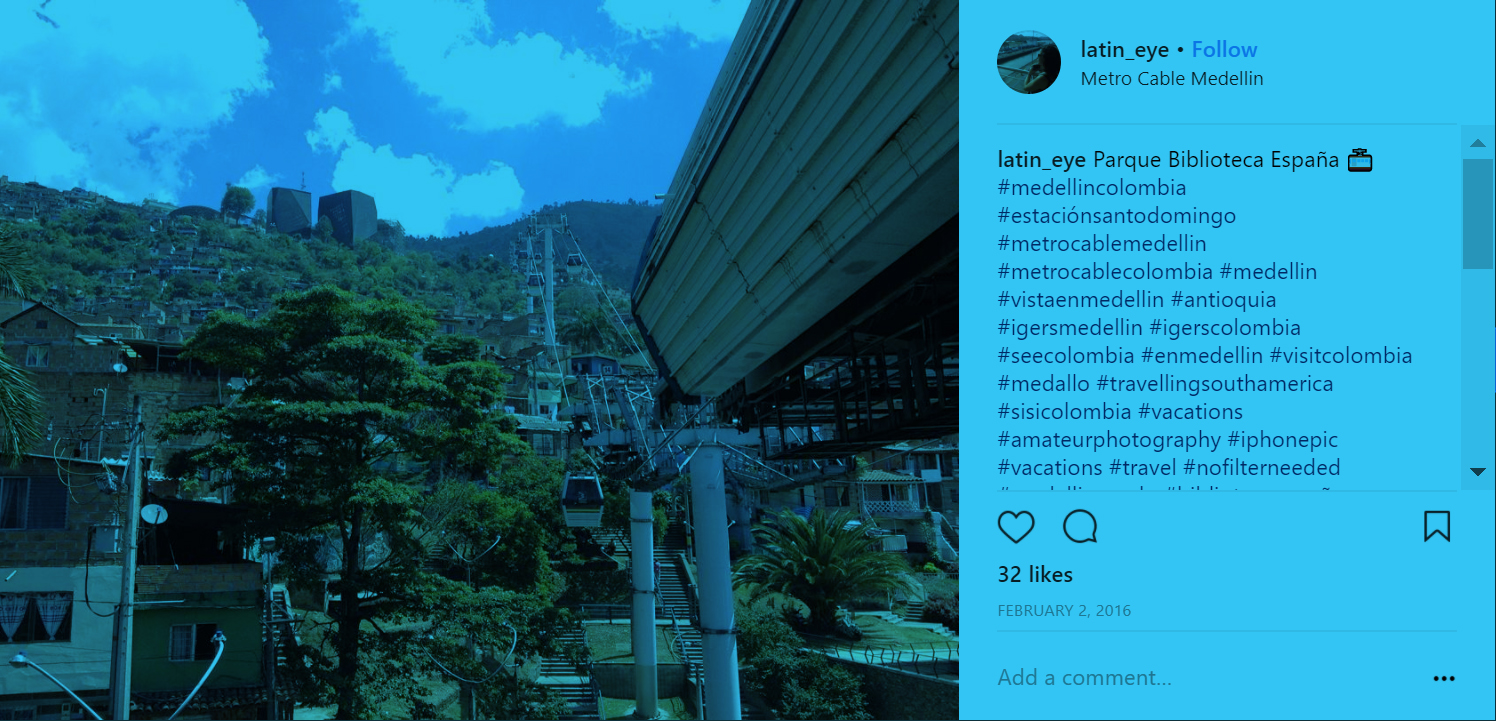 latin_eye • Follow
Metro Cable Medellin
latin_eye Parque Biblioteca España 🚡
#medellincolombia
#estaciónsantodomingo
#metrocablemedellin
#metrocablecolombia #medellin
#vistaenmedellin #antioquia
#igersmedellin #igerscolombia
#seecolombia #enmedellin #visitcolombia
#medallo #travellingsouthamerica
#sisicolombia #vacations
#amateurphotography #iphonepic
#vacations #travel #nofilterneeded
32 likes
FEBRUARY 2, 2016
Add a comment...